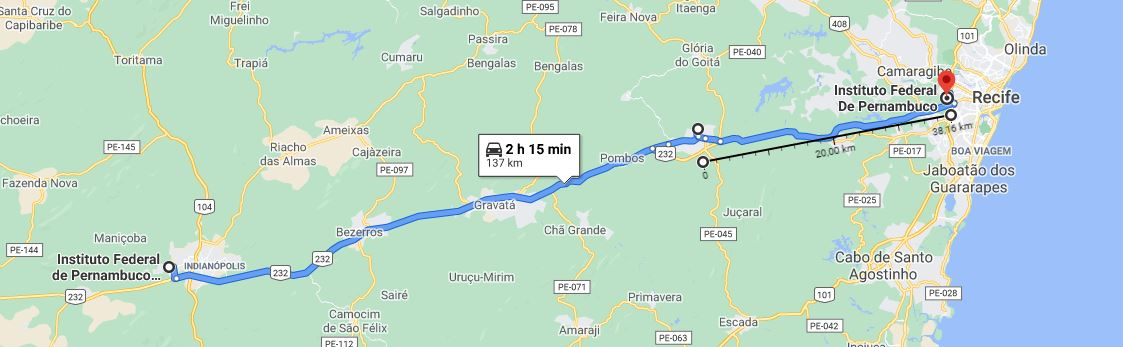 Santa Cruz do
Capibaribe
Frei
Miguelinho
Salgadinho
PE-095
Feira Nova
Itaenga
101
Olinda
Toritama
Trapiá
Cumaru
Passira
PE-078
Bengalas
Bengalas
Glória
do Goitá
PE-040
Camaragibe
Instituto Federal
De Pernambuco
Recife
choeira
PE-145
Riacho
das Almas
Ameixas
Cajàzeira
PE-097
2 h 15 min
137 km
Pombos
232
0
20,00 km
38,16 km
PE-017
BOA VIAGEM
Jaboatão dos
Guararapes
Fazenda Nova
104
Gravatá
Juçaral
PE-025
PE-144
Maniçoba
Bezerros
Chã Grande
PE-045
Instituto Federal
de Pernambuco...
INDIANÓPOLIS
232
232
232
Uruçu-Mirim
Cabo de Santo
Agostinho
Sairé
PE-071
Primavera
101
PE-028
Camocim
de São Félix
PE-112
Amaraji
PE-063
Escada
PE-042
Ipojuca